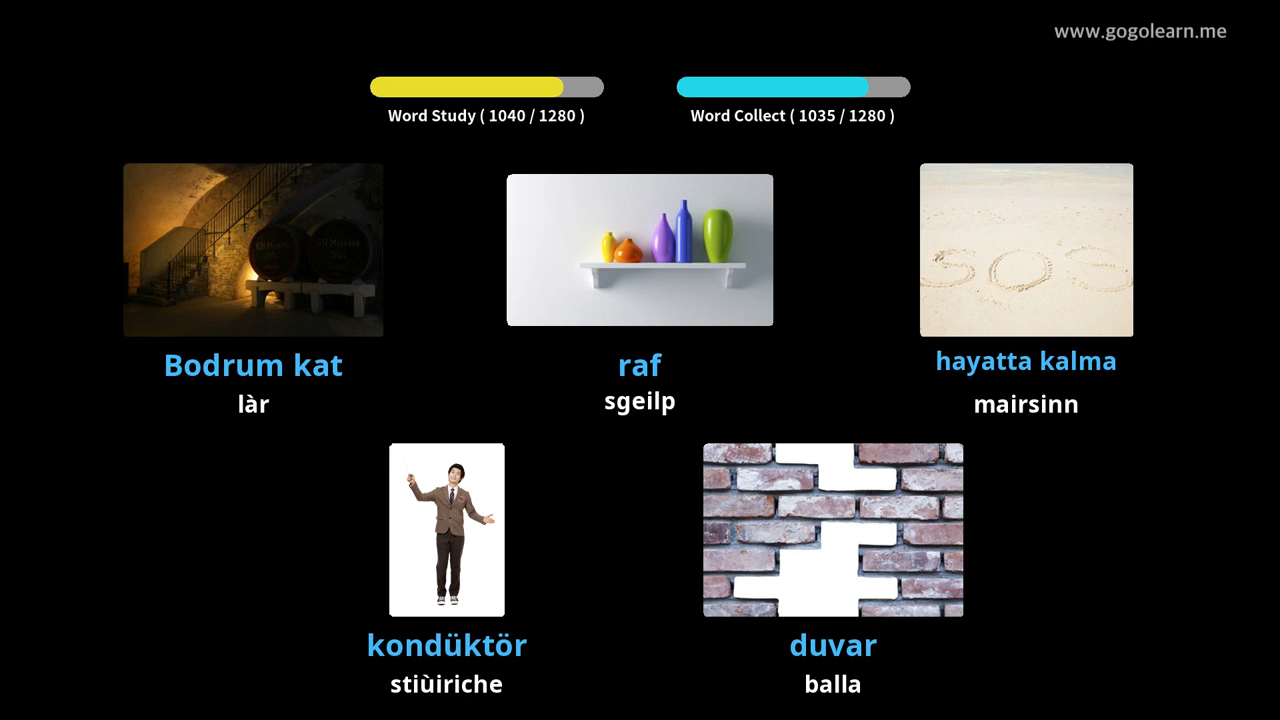 www.gogolearn.me
Word Study ( 1040 / 1280 )
Word Collect ( 1035 / 1280 )
Bodrum kat
làr
raf
sgeilp
hayatta kalma
mairsinn
SOS
kondüktör
stiùiriche
duvar
balla